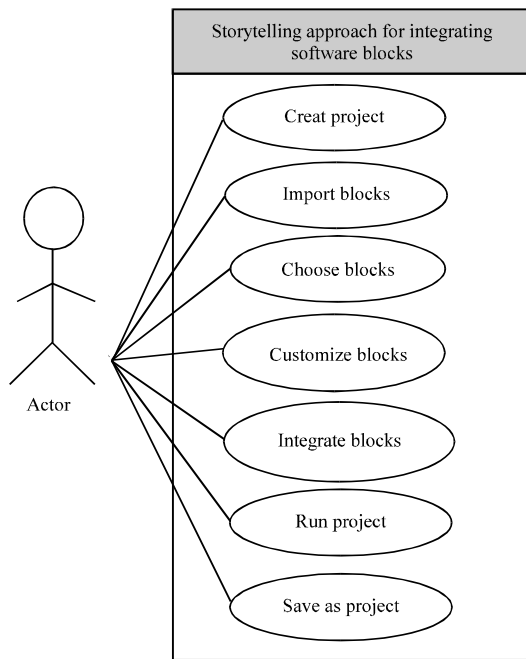 Storytelling approach for integrating
software blocks
Creat project
Import blocks
Choose blocks
Customize blocks
Actor
Integrate blocks
Run project
Save as project